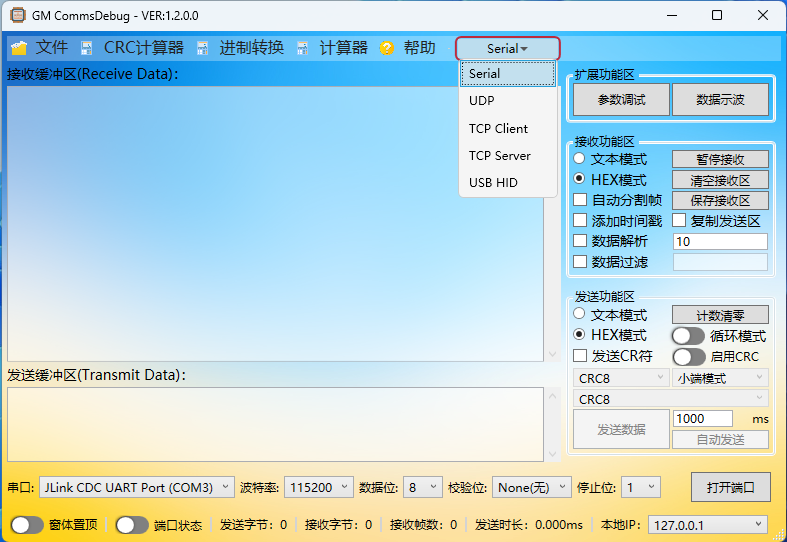 GM CommsDebug - VER:1.2.0.0
文件 CRC计算器 进制转换 计算器 帮助 Serial
接收缓冲区(Receive Data):
Serial
UDP
TCP Client
TCP Server
USB HID
扩展功能区
参数调试 数据示波
接收功能区
文本模式 暂停接收
HEX模式 清空接收区
自动分割帧 保存接收区
添加时间戳 复制发送区
数据解析 10
数据过滤
发送缓冲区(Transmit Data):
发送功能区
文本模式 计数清零
HEX模式 循环模式
发送CR符 启用CRC
CRC8 小端模式
CRC8
发送数据 1000 ms
自动发送
串口: JLink CDC UART Port (COM3) 波特率: 115200 数据位: 8 校验位: None(无) 停止位: 1 打开端口
窗体置顶 端口状态 发送字节: 0 接收字节: 0 接收帧数: 0 发送时长: 0.000ms 本地IP: 127.0.0.1